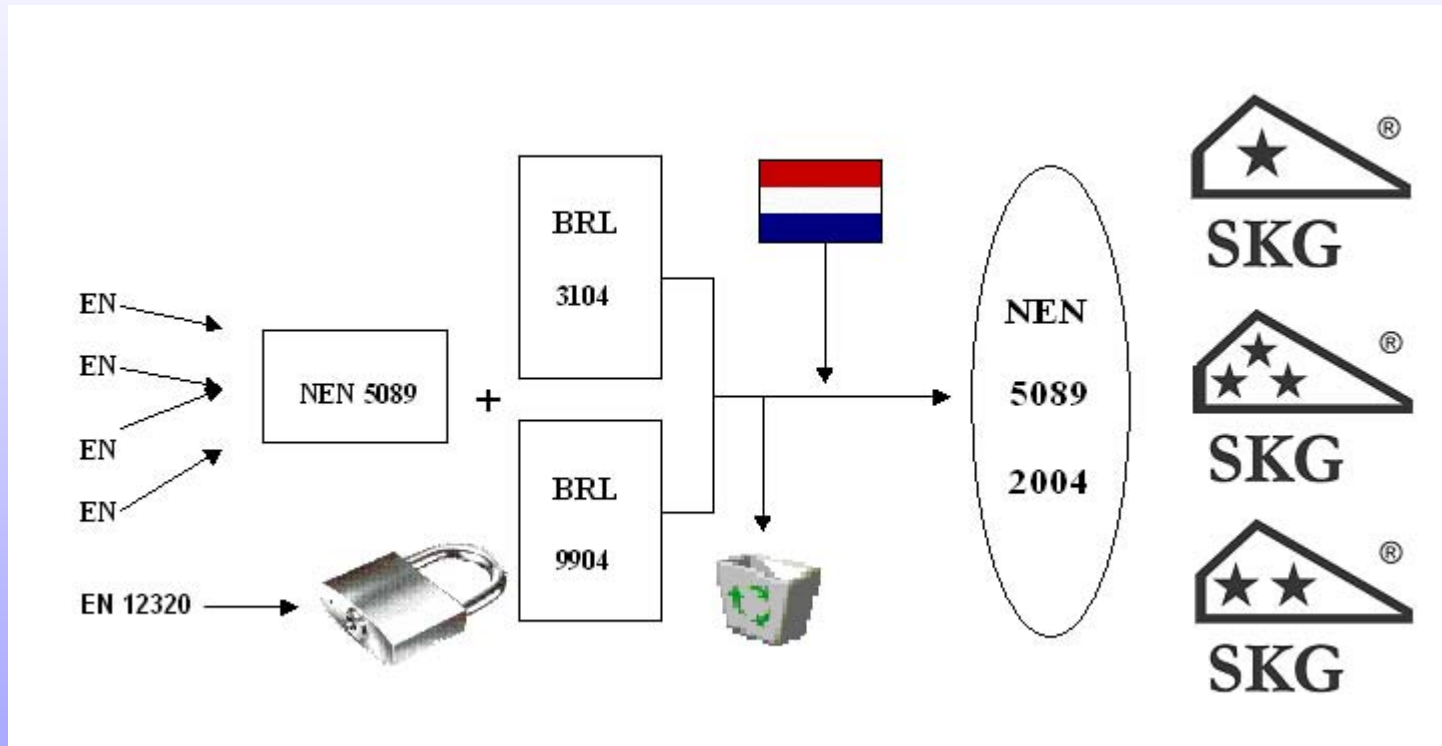 EN
EN
EN
EN
EN 12320
NEN 5089
+
BRL
3104
BRL
9904
NEN
5089
2004
®
SKG
®
SKG
®
SKG